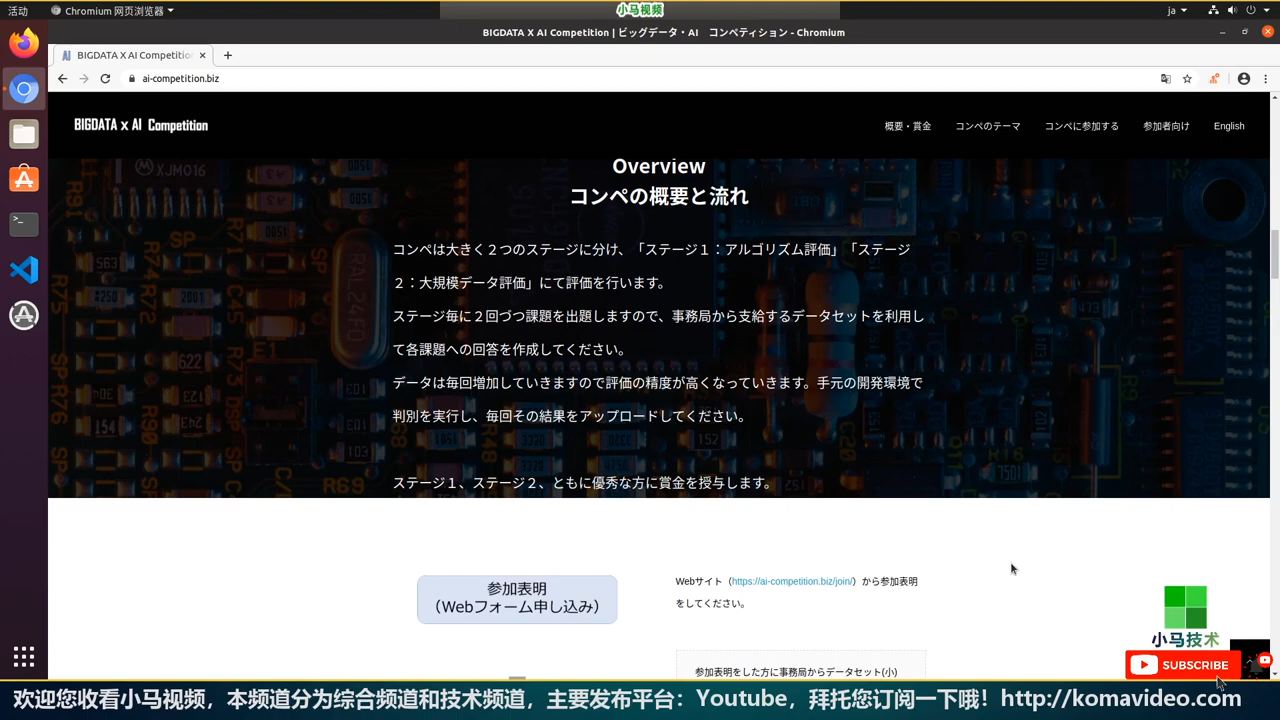 活动
Chromium 网页浏览器
小马视频
ja
BIGDATA X AI Competition | ビッグデータ・AI　コンペティション - Chromium
BIGDATA X AI Competitio
ai-competition.biz
BIGDATA x AI Competition
概要・賞金
コンペのテーマ
コンペに参加する
参加者向け
English
Overview
コンペの概要と流れ
コンペは大きく２つのステージに分け、「ステージ１：アルゴリズム評価」「ステージ
２：大規模データ評価」にて評価を行います。
ステージ毎に２回づつ課題を出題しますので、事務局から支給するデータセットを利用し
て各課題への回答を作成してください。
データは毎回増加していきますので評価の精度が高くなっていきます。手元の開発環境で
判別を実行し、毎回その結果をアップロードしてください。
ステージ１、ステージ２、ともに優秀な方に賞金を授与します。
参加表明
（Webフォーム申し込み）
Webサイト（https://ai-competition.biz/join/）から参加表明
をしてください。
参加表明をした方に事務局からデータセット(小)
小马技术
SUBSCRIBE
欢迎您收看小马视频，本频道分为综合频道和技术频道，主要发布平台：Youtube，拜托您订阅一下哦！http://komavideo.com